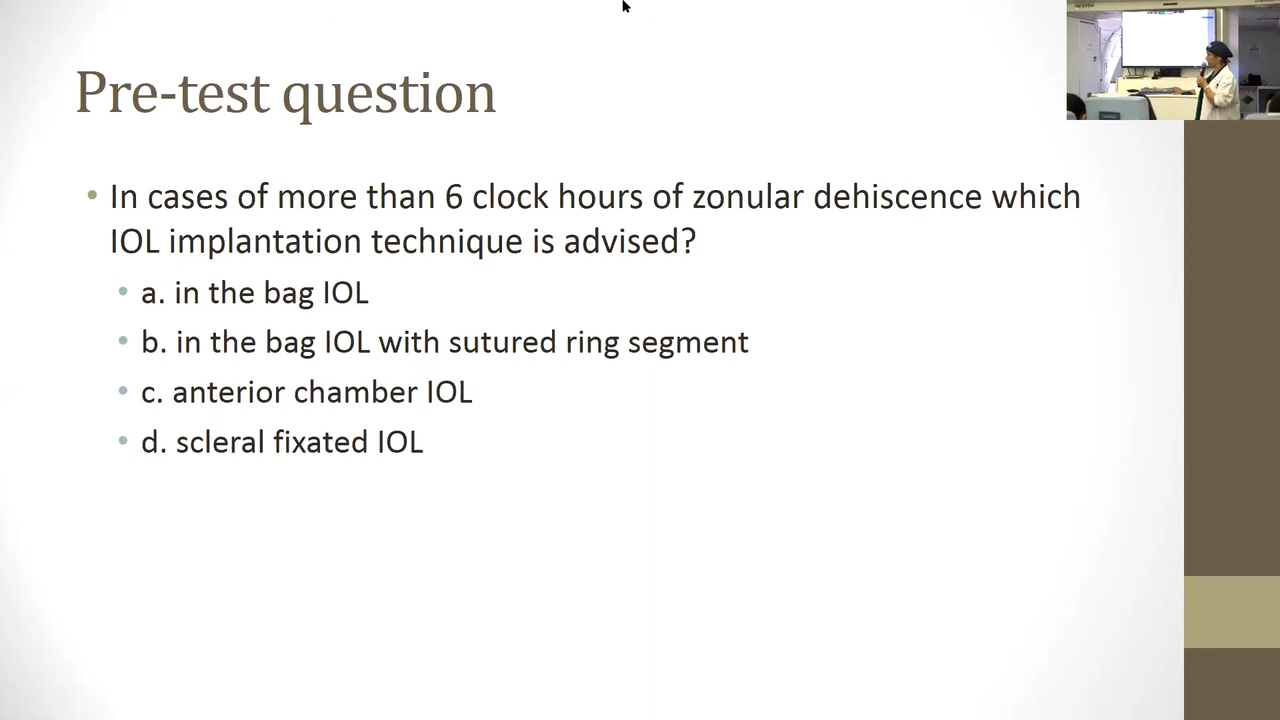 Pre-test question
• In cases of more than 6 clock hours of zonular dehiscence which
IOL implantation technique is advised?
• a. in the bag IOL
• b. in the bag IOL with sutured ring segment
• c. anterior chamber IOL
• d. scleral fixated IOL